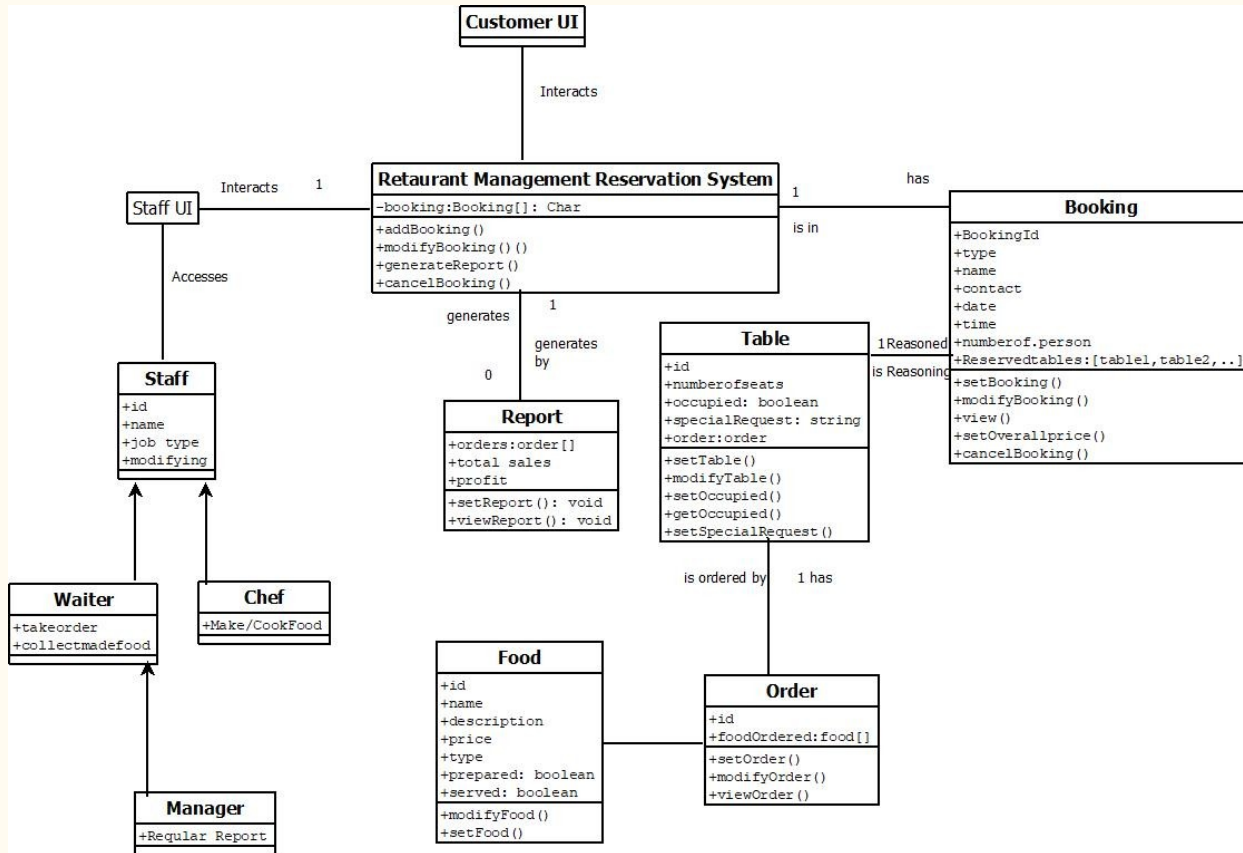 Customer UI
Interacts
Retaurant Management Reservation System
-booking:Booking[]: Char
+addBooking()
+modifyBooking()()
+generateReport()
+cancelBooking()
Interacts
1
Staff UI
Accesses
1
has
is in
Booking
+BookingId
+type
+name
+contact
+date
+time
+numberof.person
+Reservedtables:[table1,table2,..]
+setBooking()
+modifyBooking()
+view()
+setOverallprice()
+cancelBooking()
generates
1
generates
by
0
Table
+id
+numberofseats
+occupied: boolean
+specialRequest: string
+order:order
+setTable()
+modifyTable()
+setOccupied()
+getOccupied()
+setSpecialRequest()
1Reasoned
is Reasoning
Staff
+id
+name
+job type
+modifying
Report
+orders:order[]
+total sales
+profit
+setReport(): void
+viewReport(): void
is ordered by
1 has
Waiter
+takeorder
+collectmadefood
Chef
+Make/CookFood
Food
+id
+name
+description
+price
+type
+prepared: boolean
+served: boolean
+modifyFood()
+setFood()
Order
+id
+foodOrdered:food[]
+setOrder()
+modifyOrder()
+viewOrder()
Manager
+Reqular Report